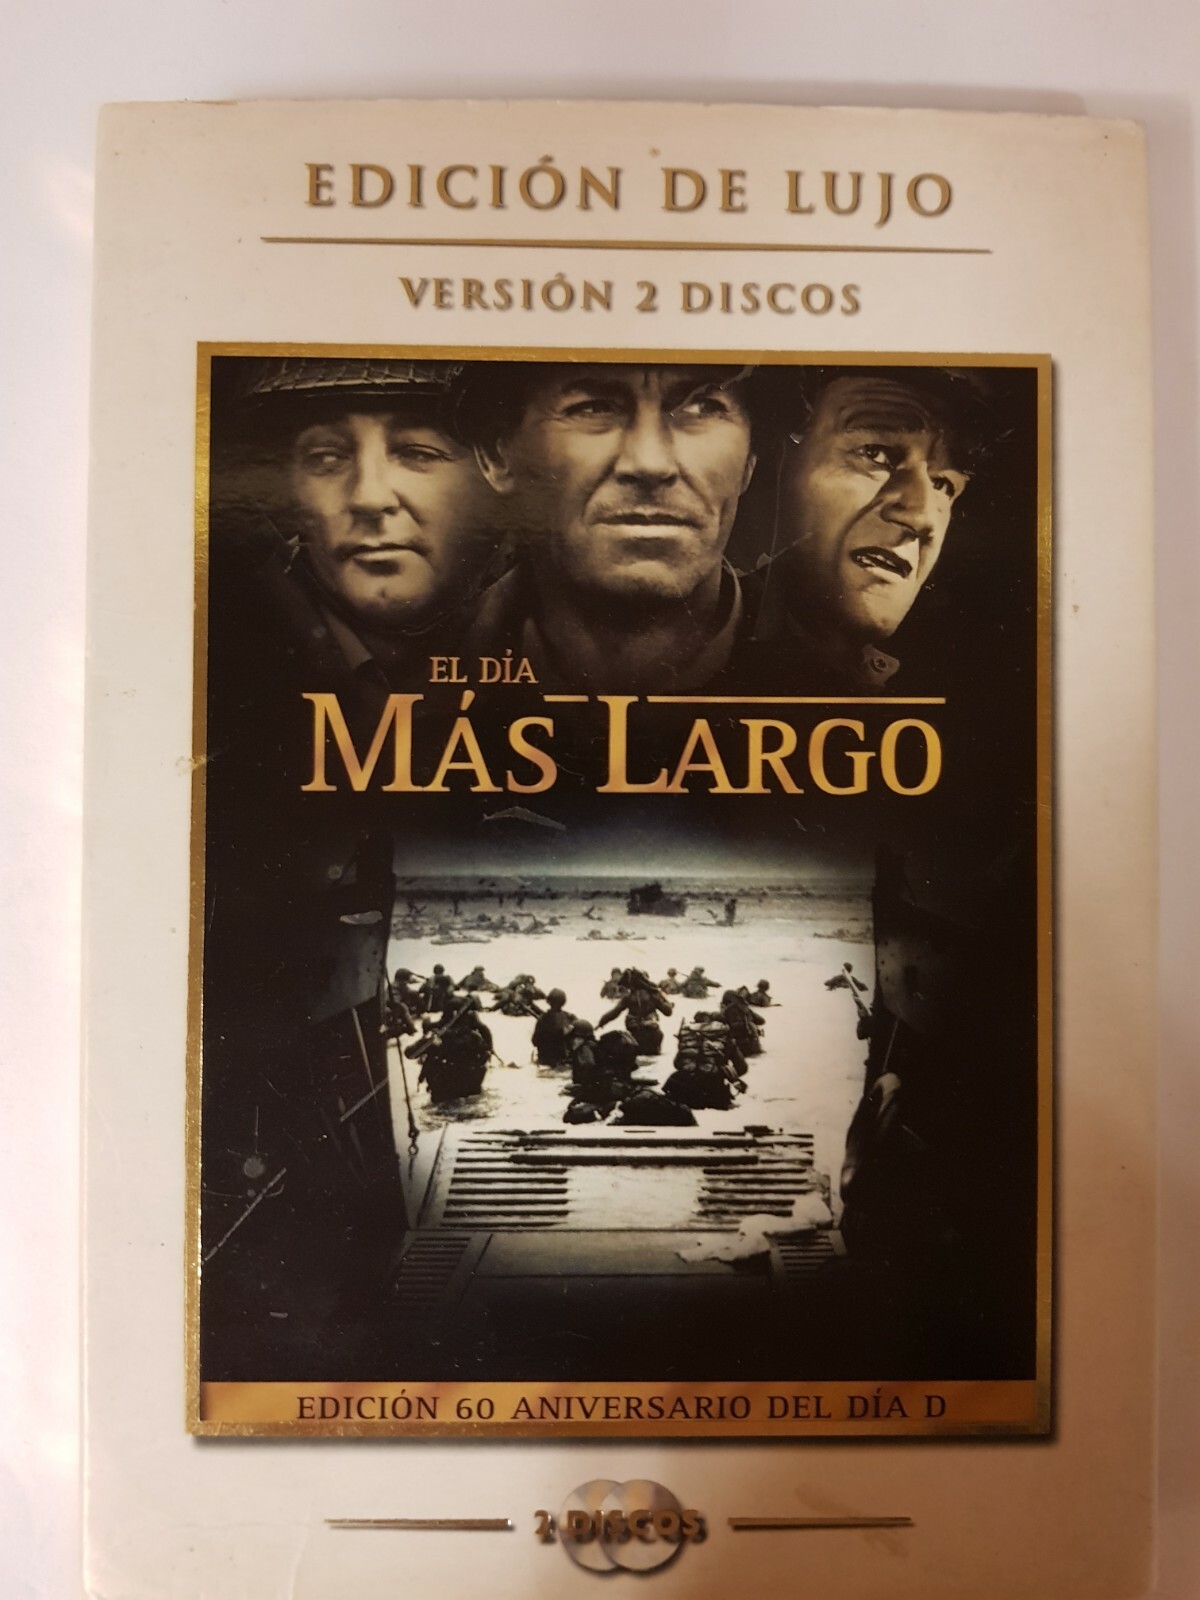 EDICIÓN DE LUJO
VERSIÓN 2 DISCOS
EL DÍA
MÁS LARGO
EDICIÓN 60 ANIVERSARIO DEL DÍA D
2 DISCOS